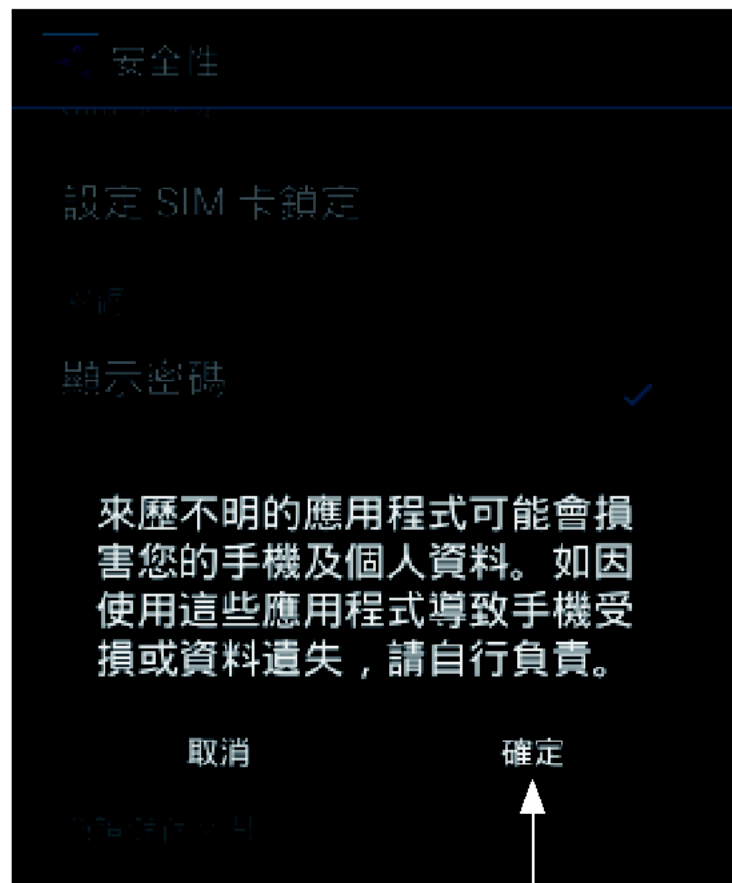 安全性
設定 SIM 卡鎖定
顯示密碼
來歷不明的應用程式可能會損
害您的手機及個人資料。如因
使用這些應用程式導致手機受
損或資料遺失，請自行負責。
取消
確定